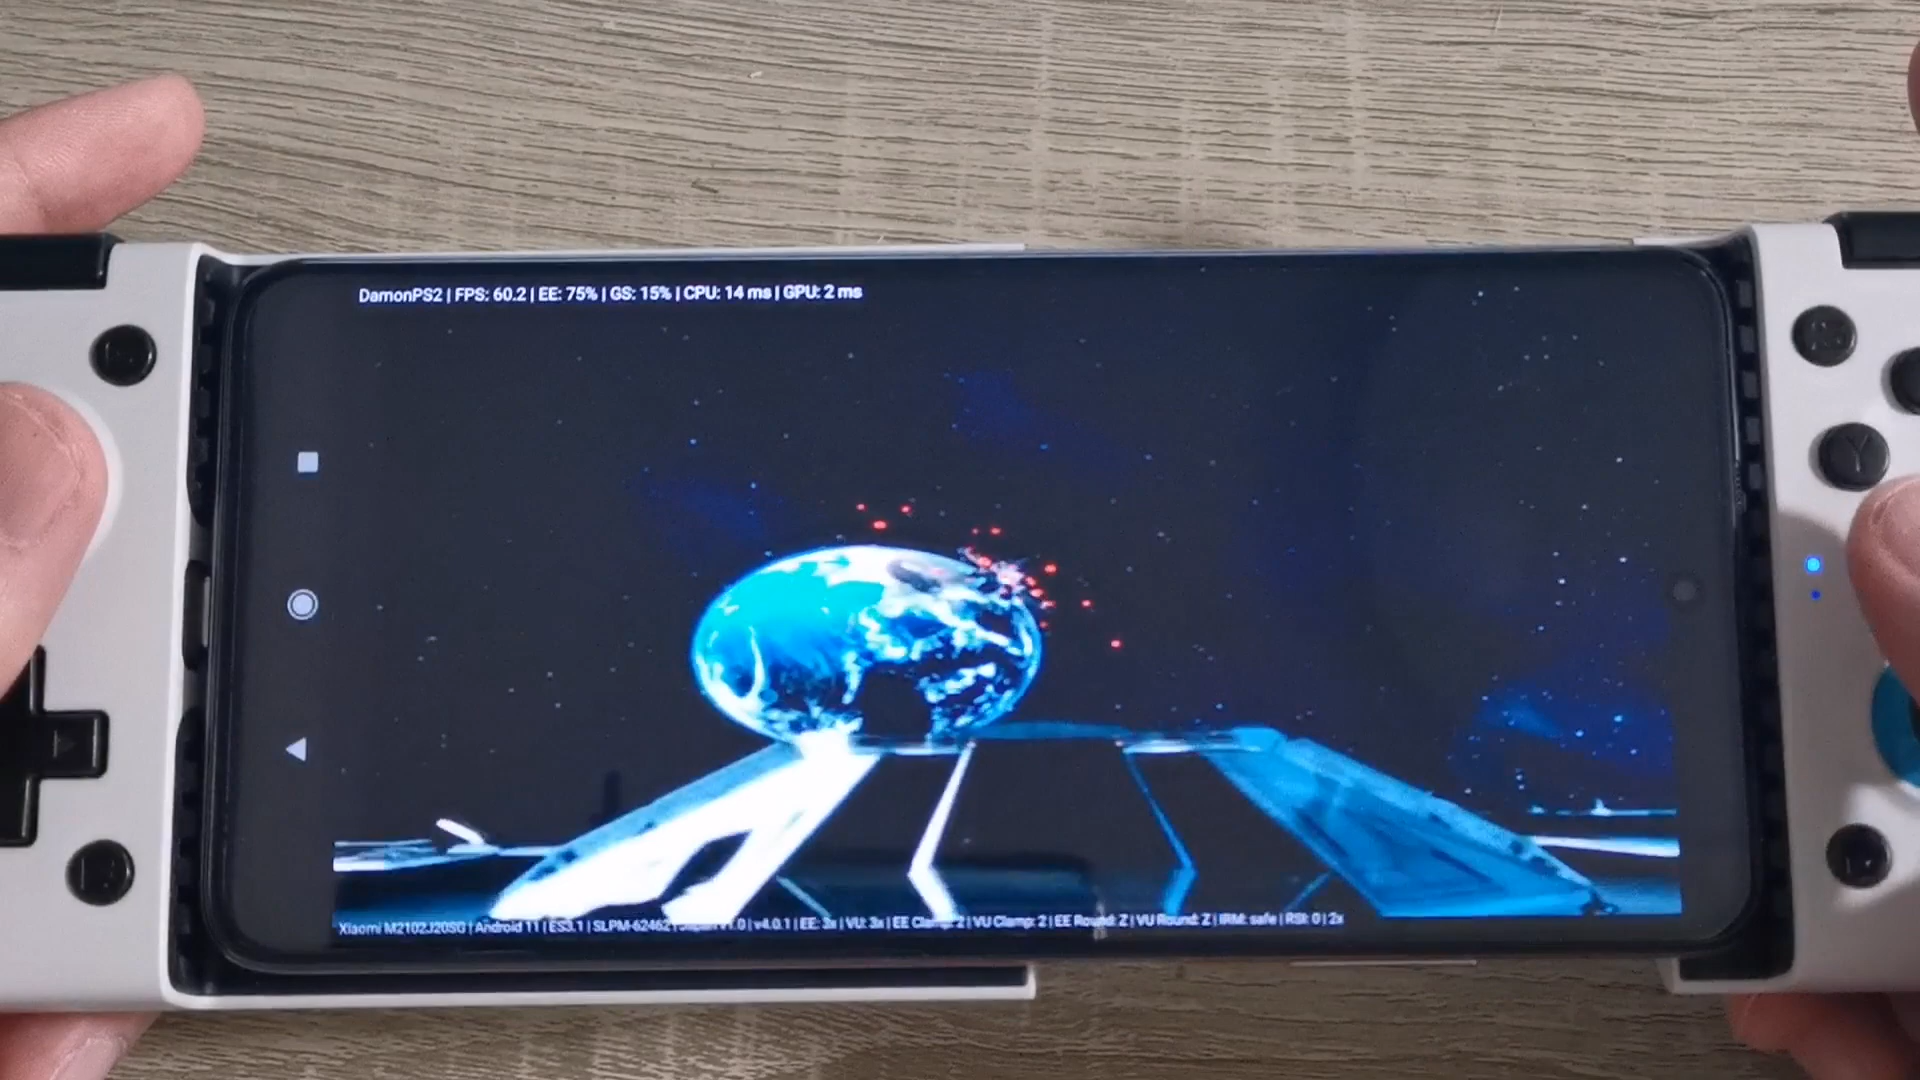 DamonPS2 | FPS: 60.2 | EE: 75% | GS: 15% | CPU: 14 ms | GPU: 2 ms
Y
Xiaomi M2102J20SG | Android 11 | ES3.1 | SLPM-62462 | v1.0 | v4.0.1 | EE: 3x | VU: 3x | EE Clamp: 2 | VU Clamp: 2 | EE Round: Z | VU Round: Z | IRM: safe | RSI: 0 | 2x